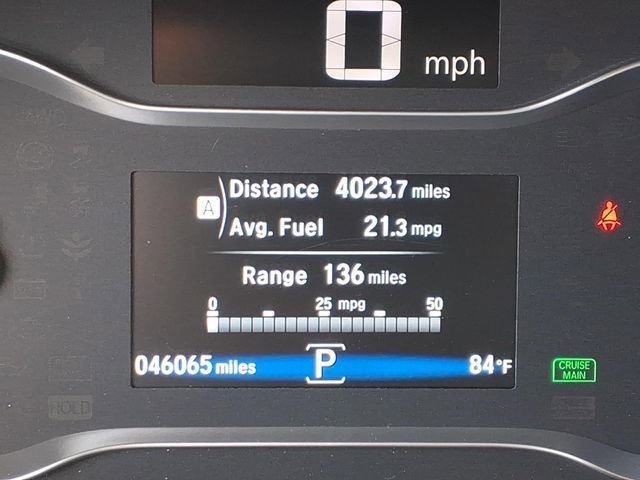 0 mph
A Distance 4023.7 miles
Avg. Fuel 21.3 mpg
Range 136 miles
0 25 mpg 50
046065 miles P 84°F
CRUISE
MAIN
HOLD